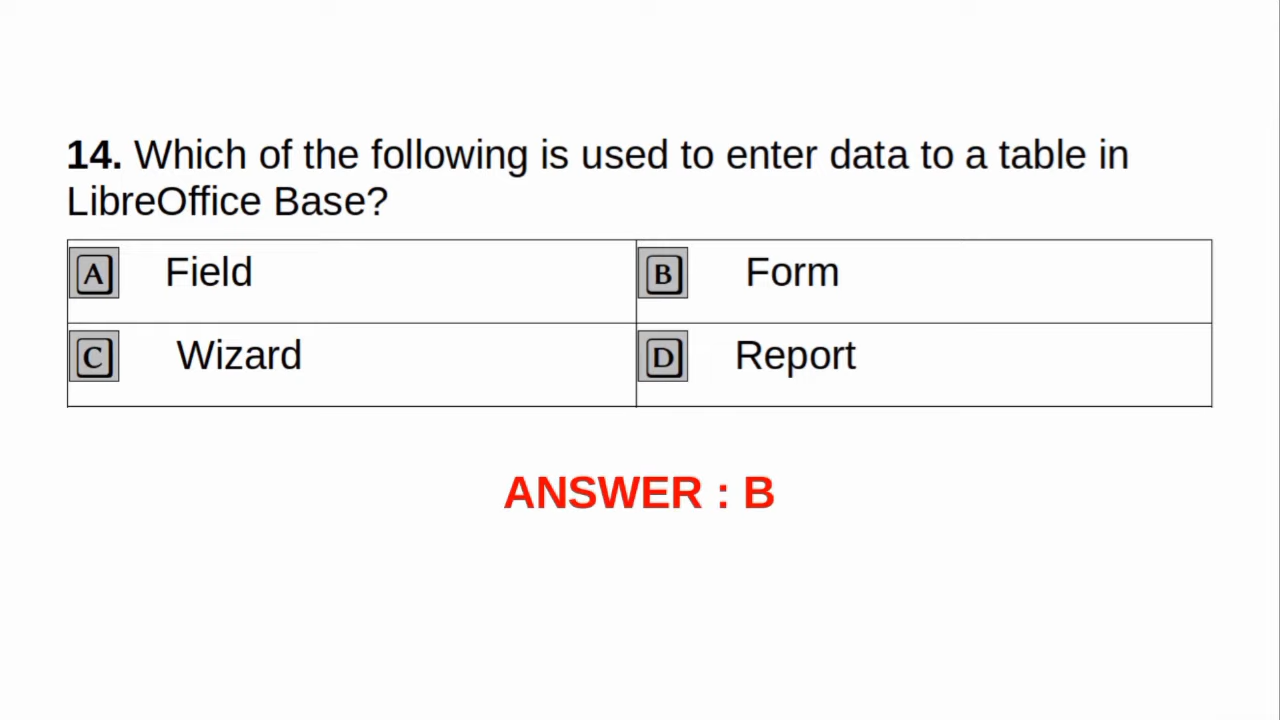 14. Which of the following is used to enter data to a table in
LibreOffice Base?
A Field
B Form
C Wizard
D Report
ANSWER : B